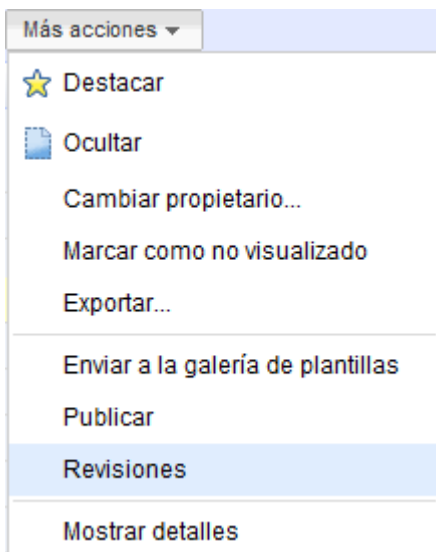 Más acciones
Destacar
Ocultar
Cambiar propietario...
Marcar como no visualizado
Exportar...
Enviar a la galería de plantillas
Publicar
Revisiones
Mostrar detalles